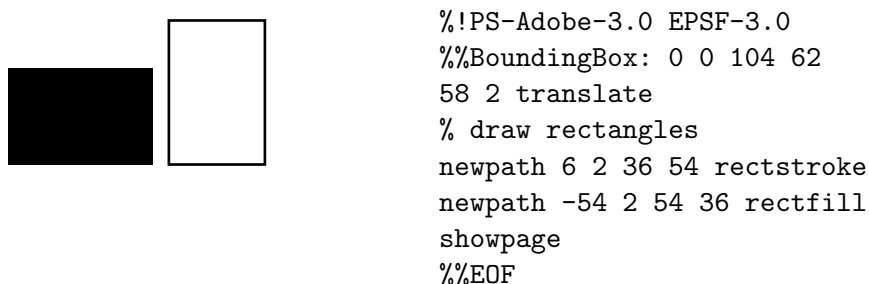 %!PS-Adobe-3.0 EPSF-3.0
%%BoundingBox: 0 0 104 62
58 2 translate
% draw rectangles
newpath 6 2 36 54 rectstroke
newpath -54 2 54 36 rectfill
showpage
%%EOF